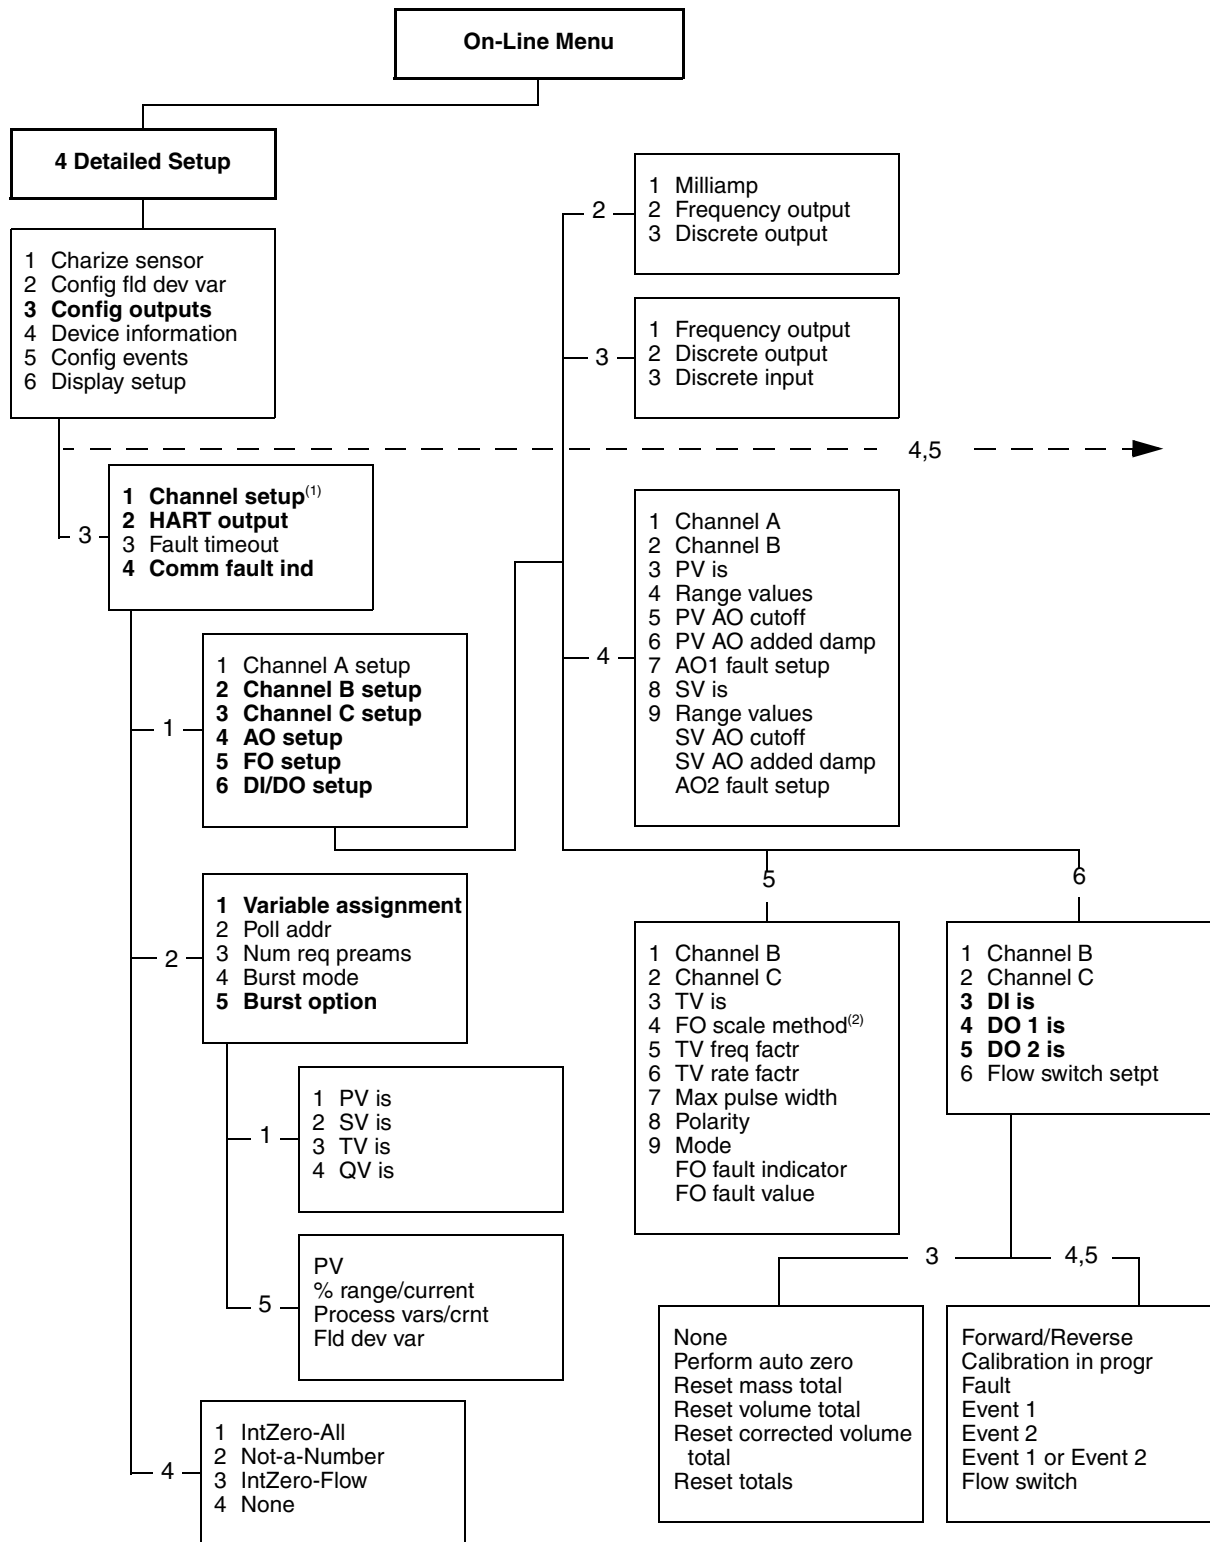 On-Line Menu
4 Detailed Setup
1 Charize sensor
2 Config fld dev var
3 Config outputs
4 Device information
5 Config events
6 Display setup
2
1 Milliamp
2 Frequency output
3 Discrete output
3
1 Frequency output
2 Discrete output
3 Discrete input
4,5
3
1 Channel setup(1)
2 HART output
3 Fault timeout
4 Comm fault ind
4
1 Channel A
2 Channel B
3 PV is
4 Range values
5 PV AO cutoff
6 PV AO added damp
7 AO1 fault setup
8 SV is
9 Range values
SV AO cutoff
SV AO added damp
AO2 fault setup
1
1 Channel A setup
2 Channel B setup
3 Channel C setup
4 AO setup
5 FO setup
6 DI/DO setup
2
1 Variable assignment
2 Poll addr
3 Num req preams
4 Burst mode
5 Burst option
5
1 Channel B
2 Channel C
3 TV is
4 FO scale method(2)
5 TV freq factr
6 TV rate factr
7 Max pulse width
8 Polarity
9 Mode
FO fault indicator
FO fault value
6
1 Channel B
2 Channel C
3 DI is
4 DO 1 is
5 DO 2 is
6 Flow switch setpt
1
1 PV is
2 SV is
3 TV is
4 QV is
5
PV
% range/current
Process vars/crnt
Fld dev var
3
None
Perform auto zero
Reset mass total
Reset volume total
Reset corrected volume
total
Reset totals
4,5
Forward/Reverse
Calibration in progr
Fault
Event 1
Event 2
Event 1 or Event 2
Flow switch
4
1 IntZero-All
2 Not-a-Number
3 IntZero-Flow
4 None